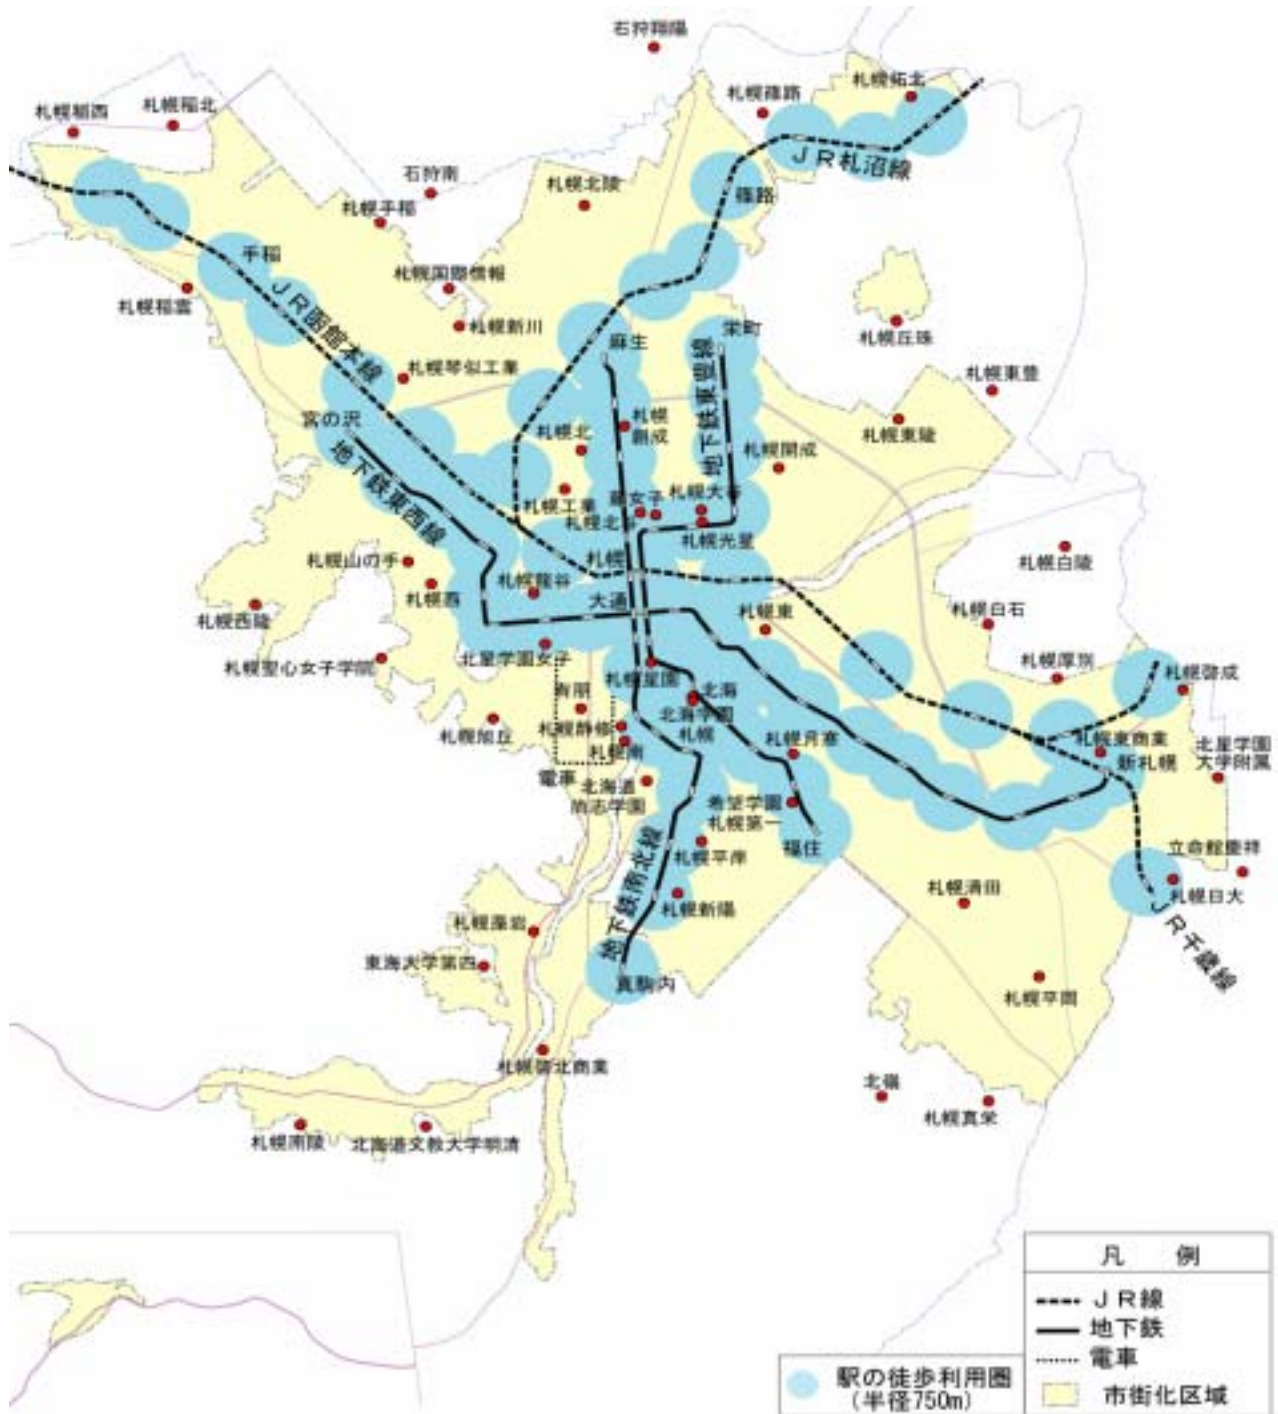 石狩翔陽
札幌拓北
札幌篠路
札幌稲西
札幌稲北
JR札沼線
石狩南
札幌北陵
篠路
札幌手稲
手稲
札幌国際情報
札幌稲雲
JR函館本線
札幌新川
麻生
栄町
札幌丘珠
地下鉄東豊線
札幌琴似工業
札幌東豊
宮の沢
札幌
創成
札幌東陵
札幌北
札幌開成
地下鉄東西線
札幌工業
藤女子
札幌大谷
札幌北斗
札幌光星
札幌山の手
札幌
札幌白陵
札幌西
札幌龍谷
大通
札幌東
札幌白石
札幌西陵
札幌聖心女子学院
北星学園女子
札幌星園
札幌厚別
札幌啓成
有朋
北海
北海学園
札幌
札幌旭丘
札幌静修
札幌南
札幌月寒
札幌東商業
新札幌
北星学園
大学附属
電車
北海道
尚志学園
希望学園
札幌第一
福住
札幌平岸
立命館慶祥
地下鉄南北線
札幌清田
札幌日大
札幌新陽
JR千歳線
札幌藻岩
東海大学第四
真駒内
札幌平岡
札幌啓北商業
北嶺
札幌真栄
札幌南陵
北海道文教大学明清
凡 例
JR線
地下鉄
電車
市街化区域
駅の徒歩利用圏
(半径750m)